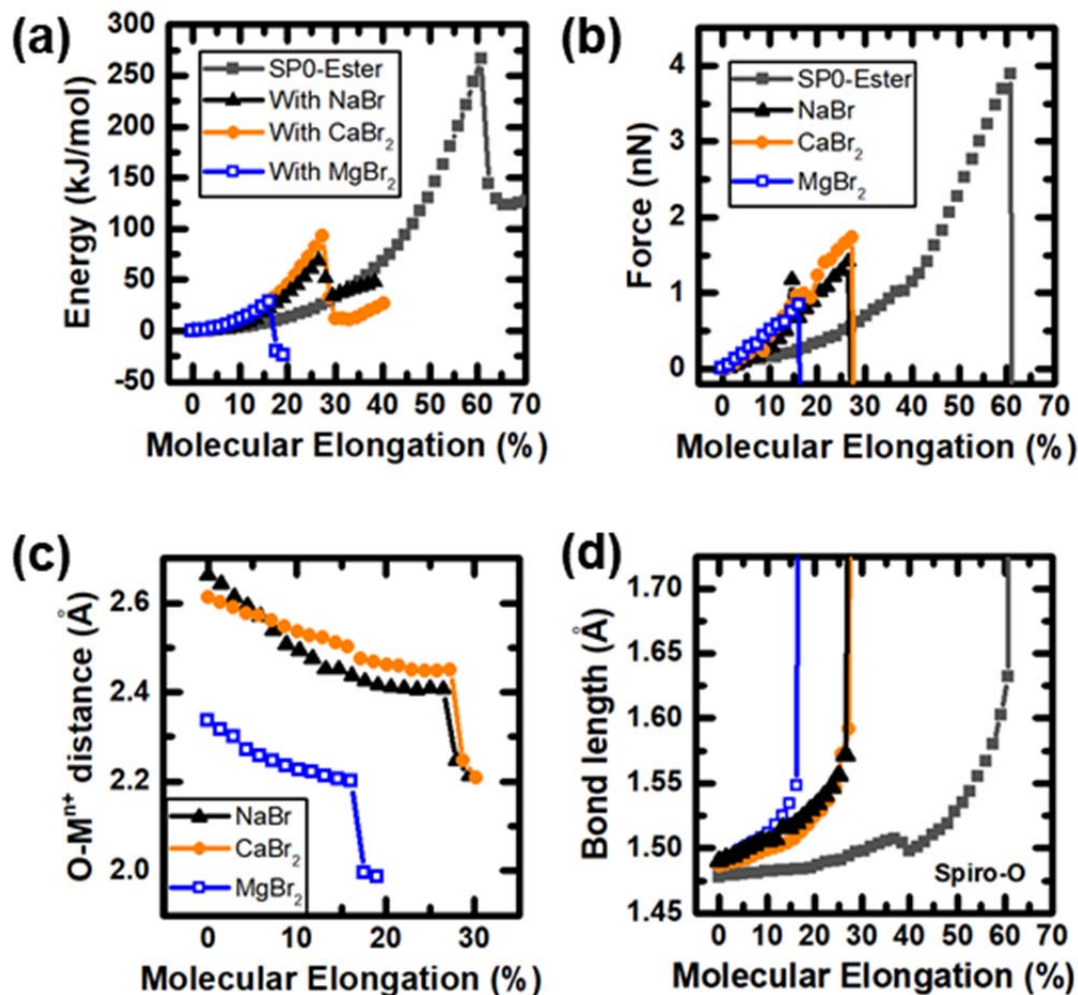 (a)
300
250
200
150
100
50
0
-50
Energy (kJ/mol)
SP0-Ester
With NaBr
With CaBr₂
With MgBr₂
0 10 20 30 40 50 60 70
Molecular Elongation (%)
(b)
4
3
2
1
0
Force (nN)
SP0-Ester
NaBr
CaBr₂
MgBr₂
0 10 20 30 40 50 60 70
Molecular Elongation (%)
(c)
2.6
2.4
2.2
2.0
O-Mⁿ⁺ distance (Å)
NaBr
CaBr₂
MgBr₂
0 10 20 30
Molecular Elongation (%)
(d)
1.70
1.65
1.60
1.55
1.50
1.45
Bond length (Å)
Spiro-O
0 10 20 30 40 50 60 70
Molecular Elongation (%)